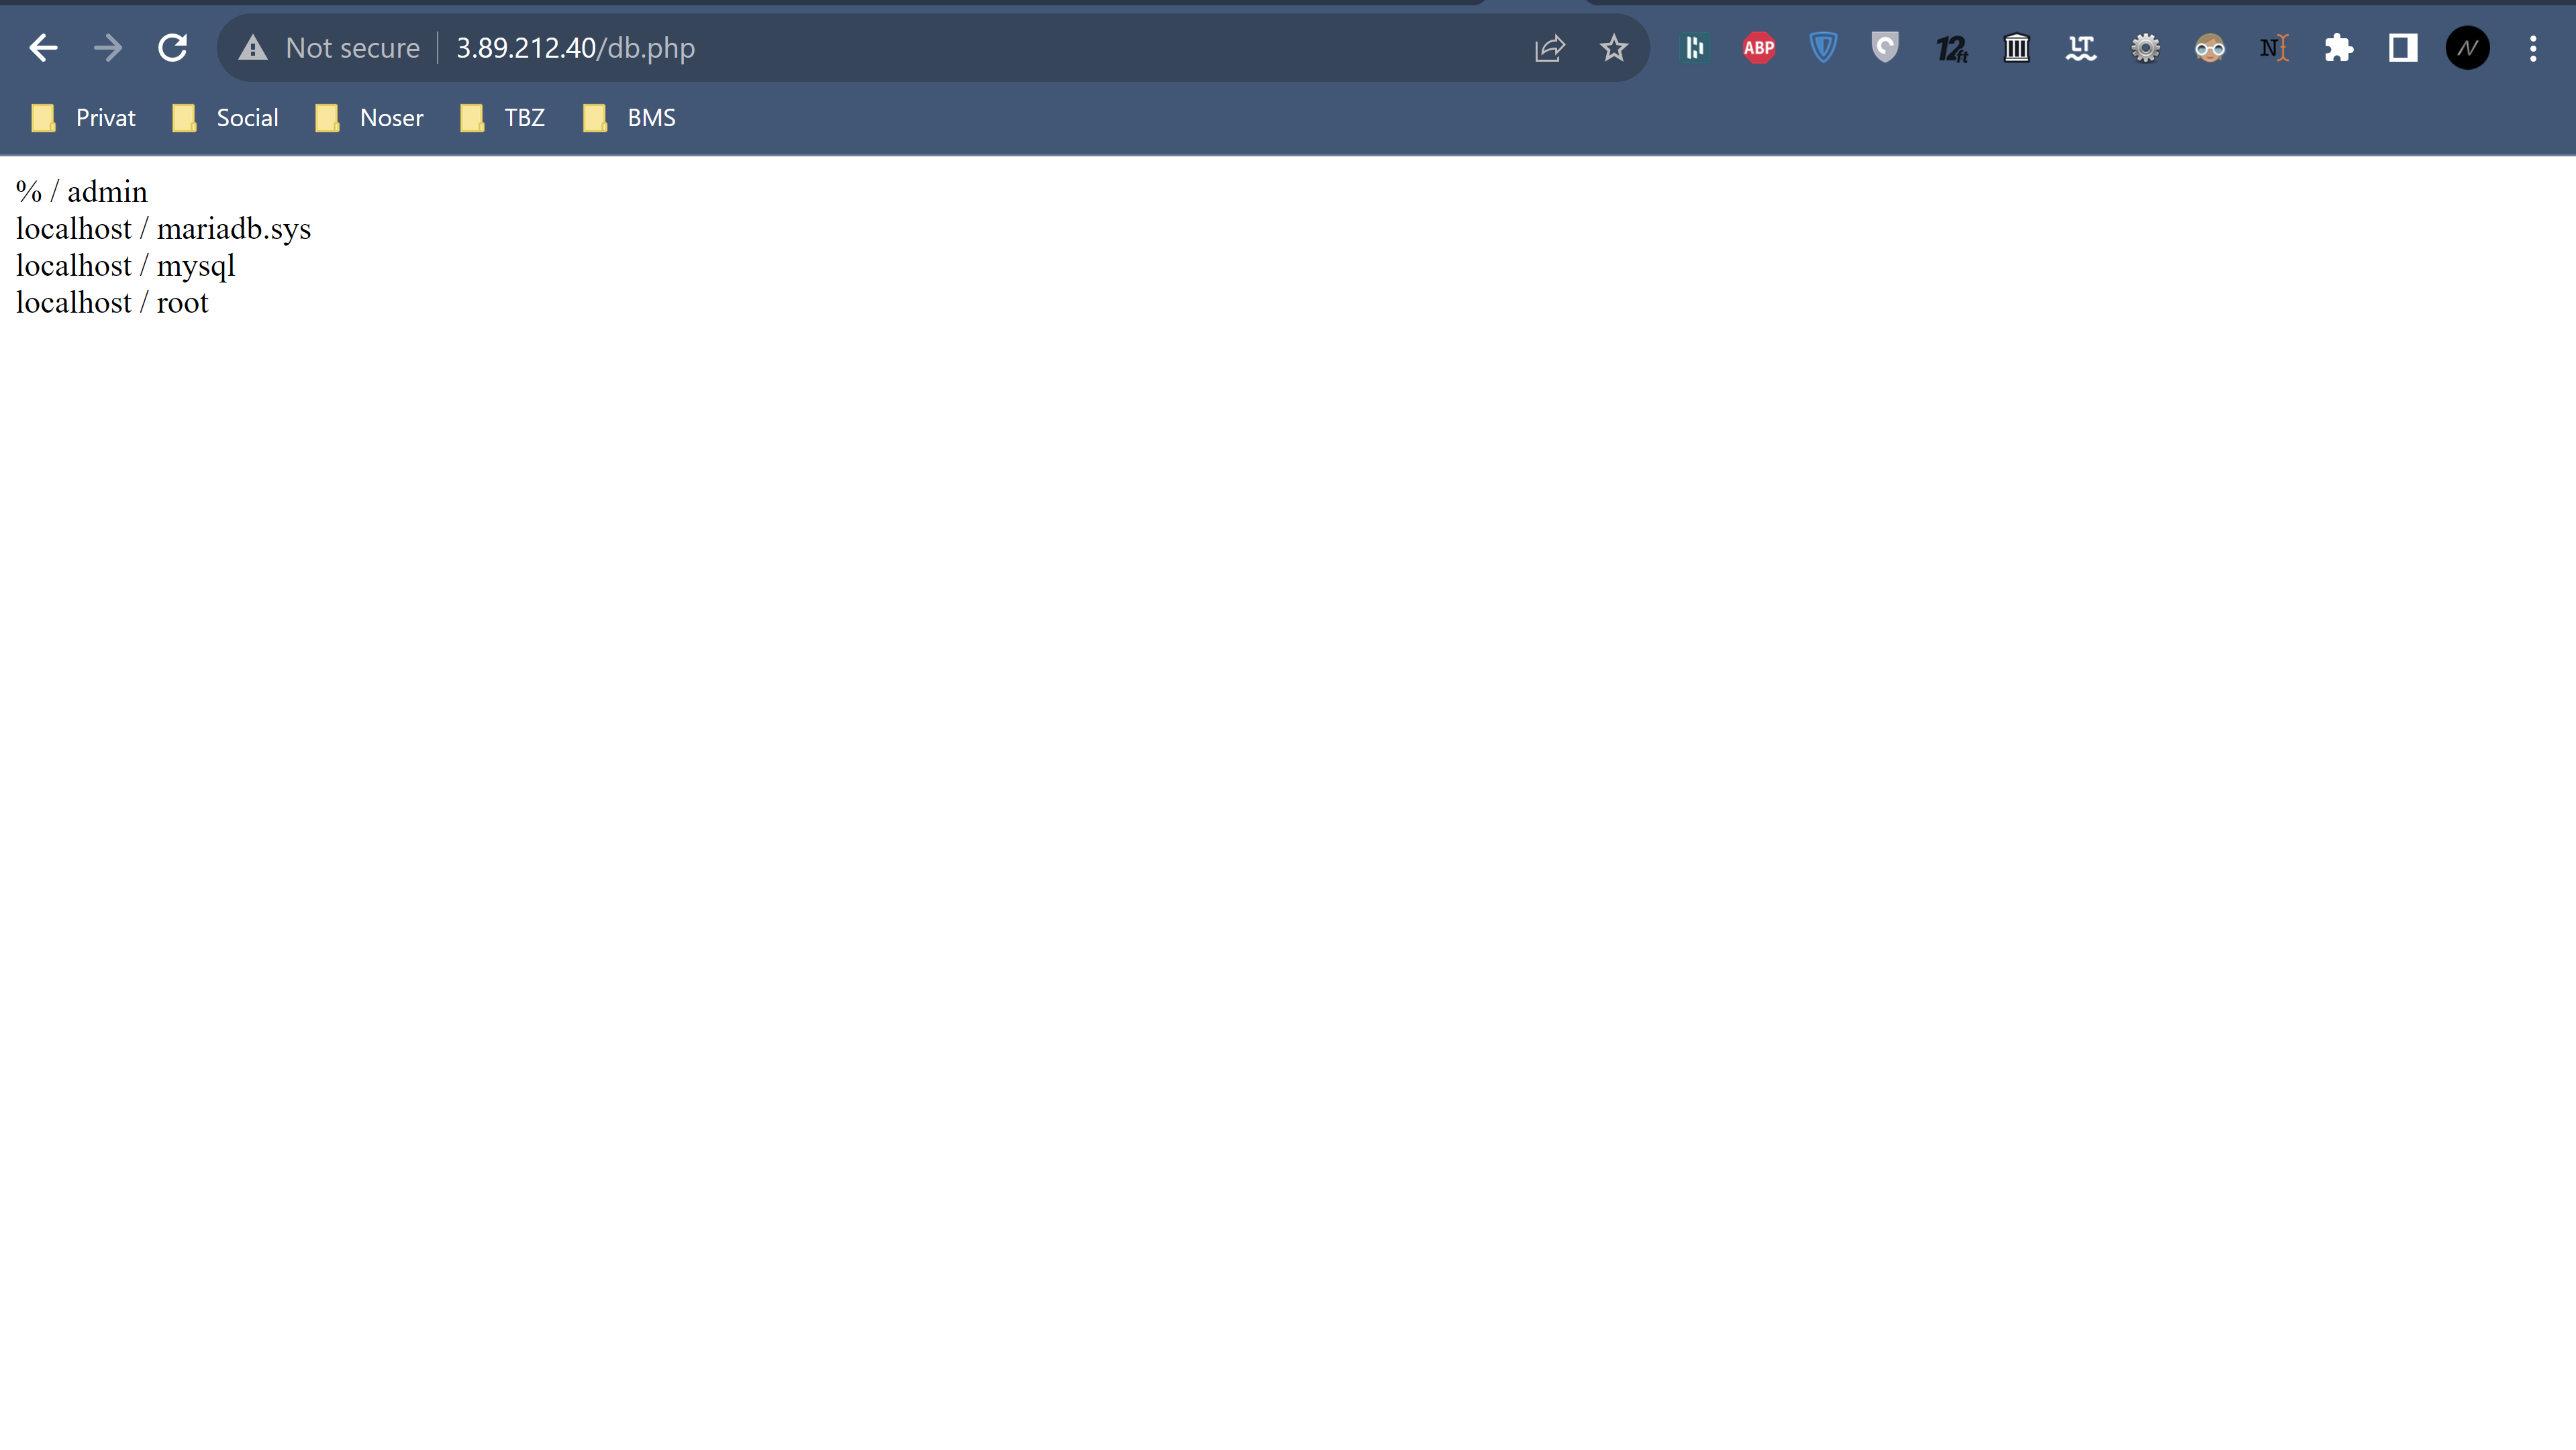 Not secure 3.89.212.40/db.php ABP 12ft LT N N
Privat Social Noser TBZ BMS
% / admin
localhost / mariadb.sys
localhost / mysql
localhost / root